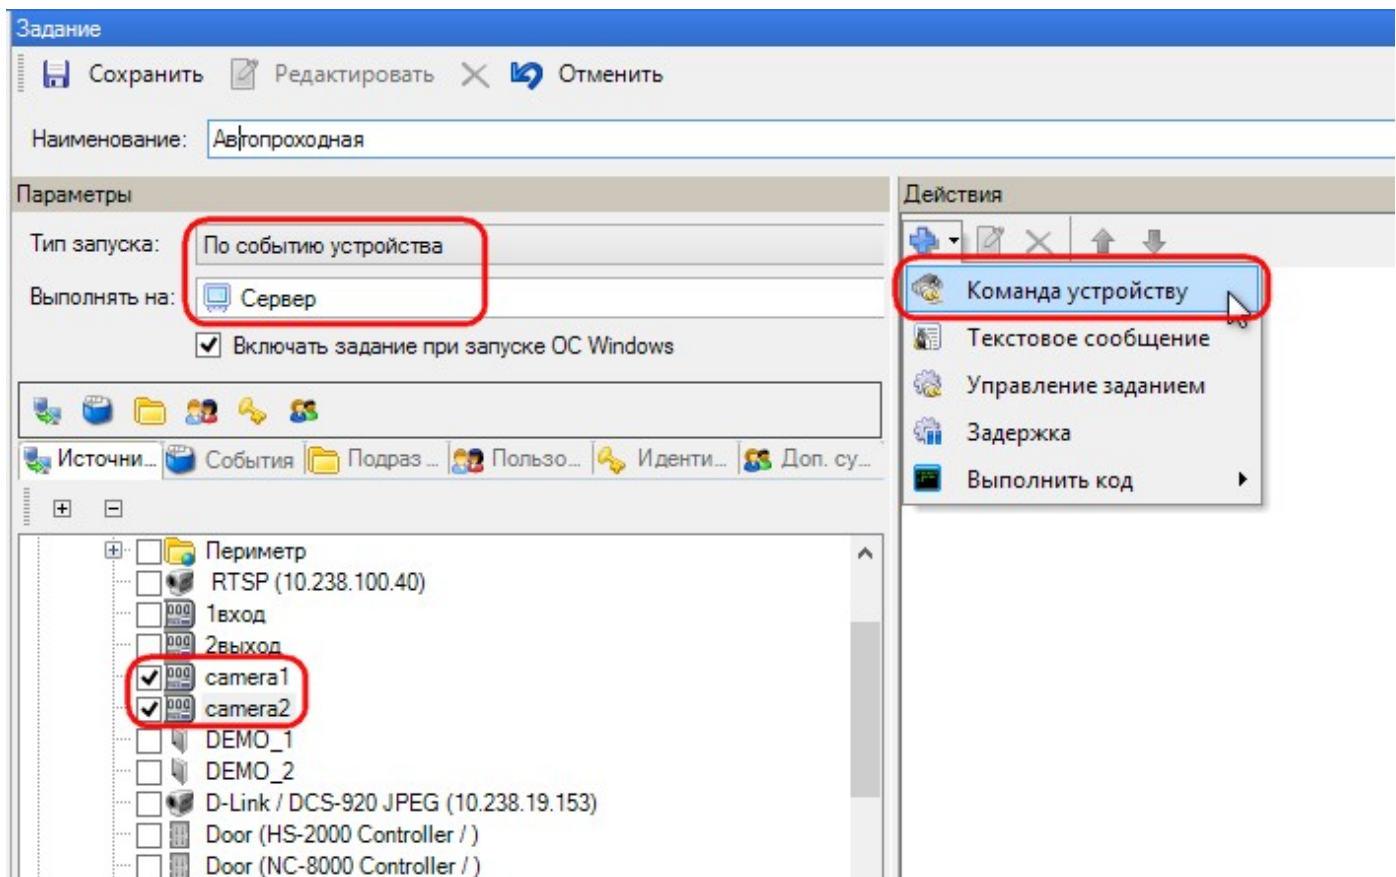 Задание
Сохранить Редактировать Отменить
Наименование: Автопроходная
Параметры
Тип запуска: По событию устройства
Выполнять на: Сервер
Включать задание при запуске ОС Windows
Источни... События Подраз ... Пользо... Иденти... Доп. су...
Периметр
RTSP (10.238.100.40)
1вход
2выход
camera1
camera2
DEMO_1
DEMO_2
D-Link / DCS-920 JPEG (10.238.19.153)
Door (HS-2000 Controller / )
Door (NC-8000 Controller / )
Действия
Команда устройству
Текстовое сообщение
Управление заданием
Задержка
Выполнить код